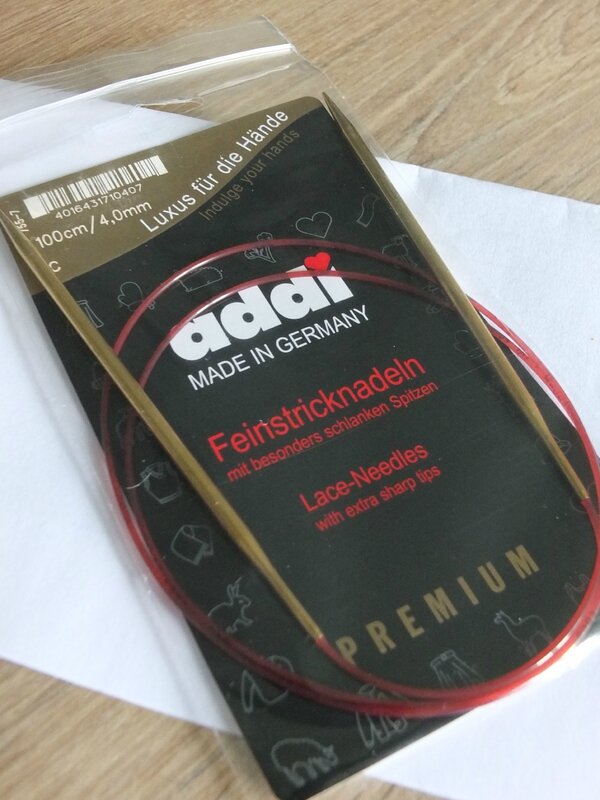 4016431710407
100cm/4,0mm
C
Luxus für die Hände
Indulge your hands
addi
MADE IN GERMANY
Feinstricknadeln
mit besonders schlanken Spitzen
Lace-Needles
with extra sharp tips
PREMIUM